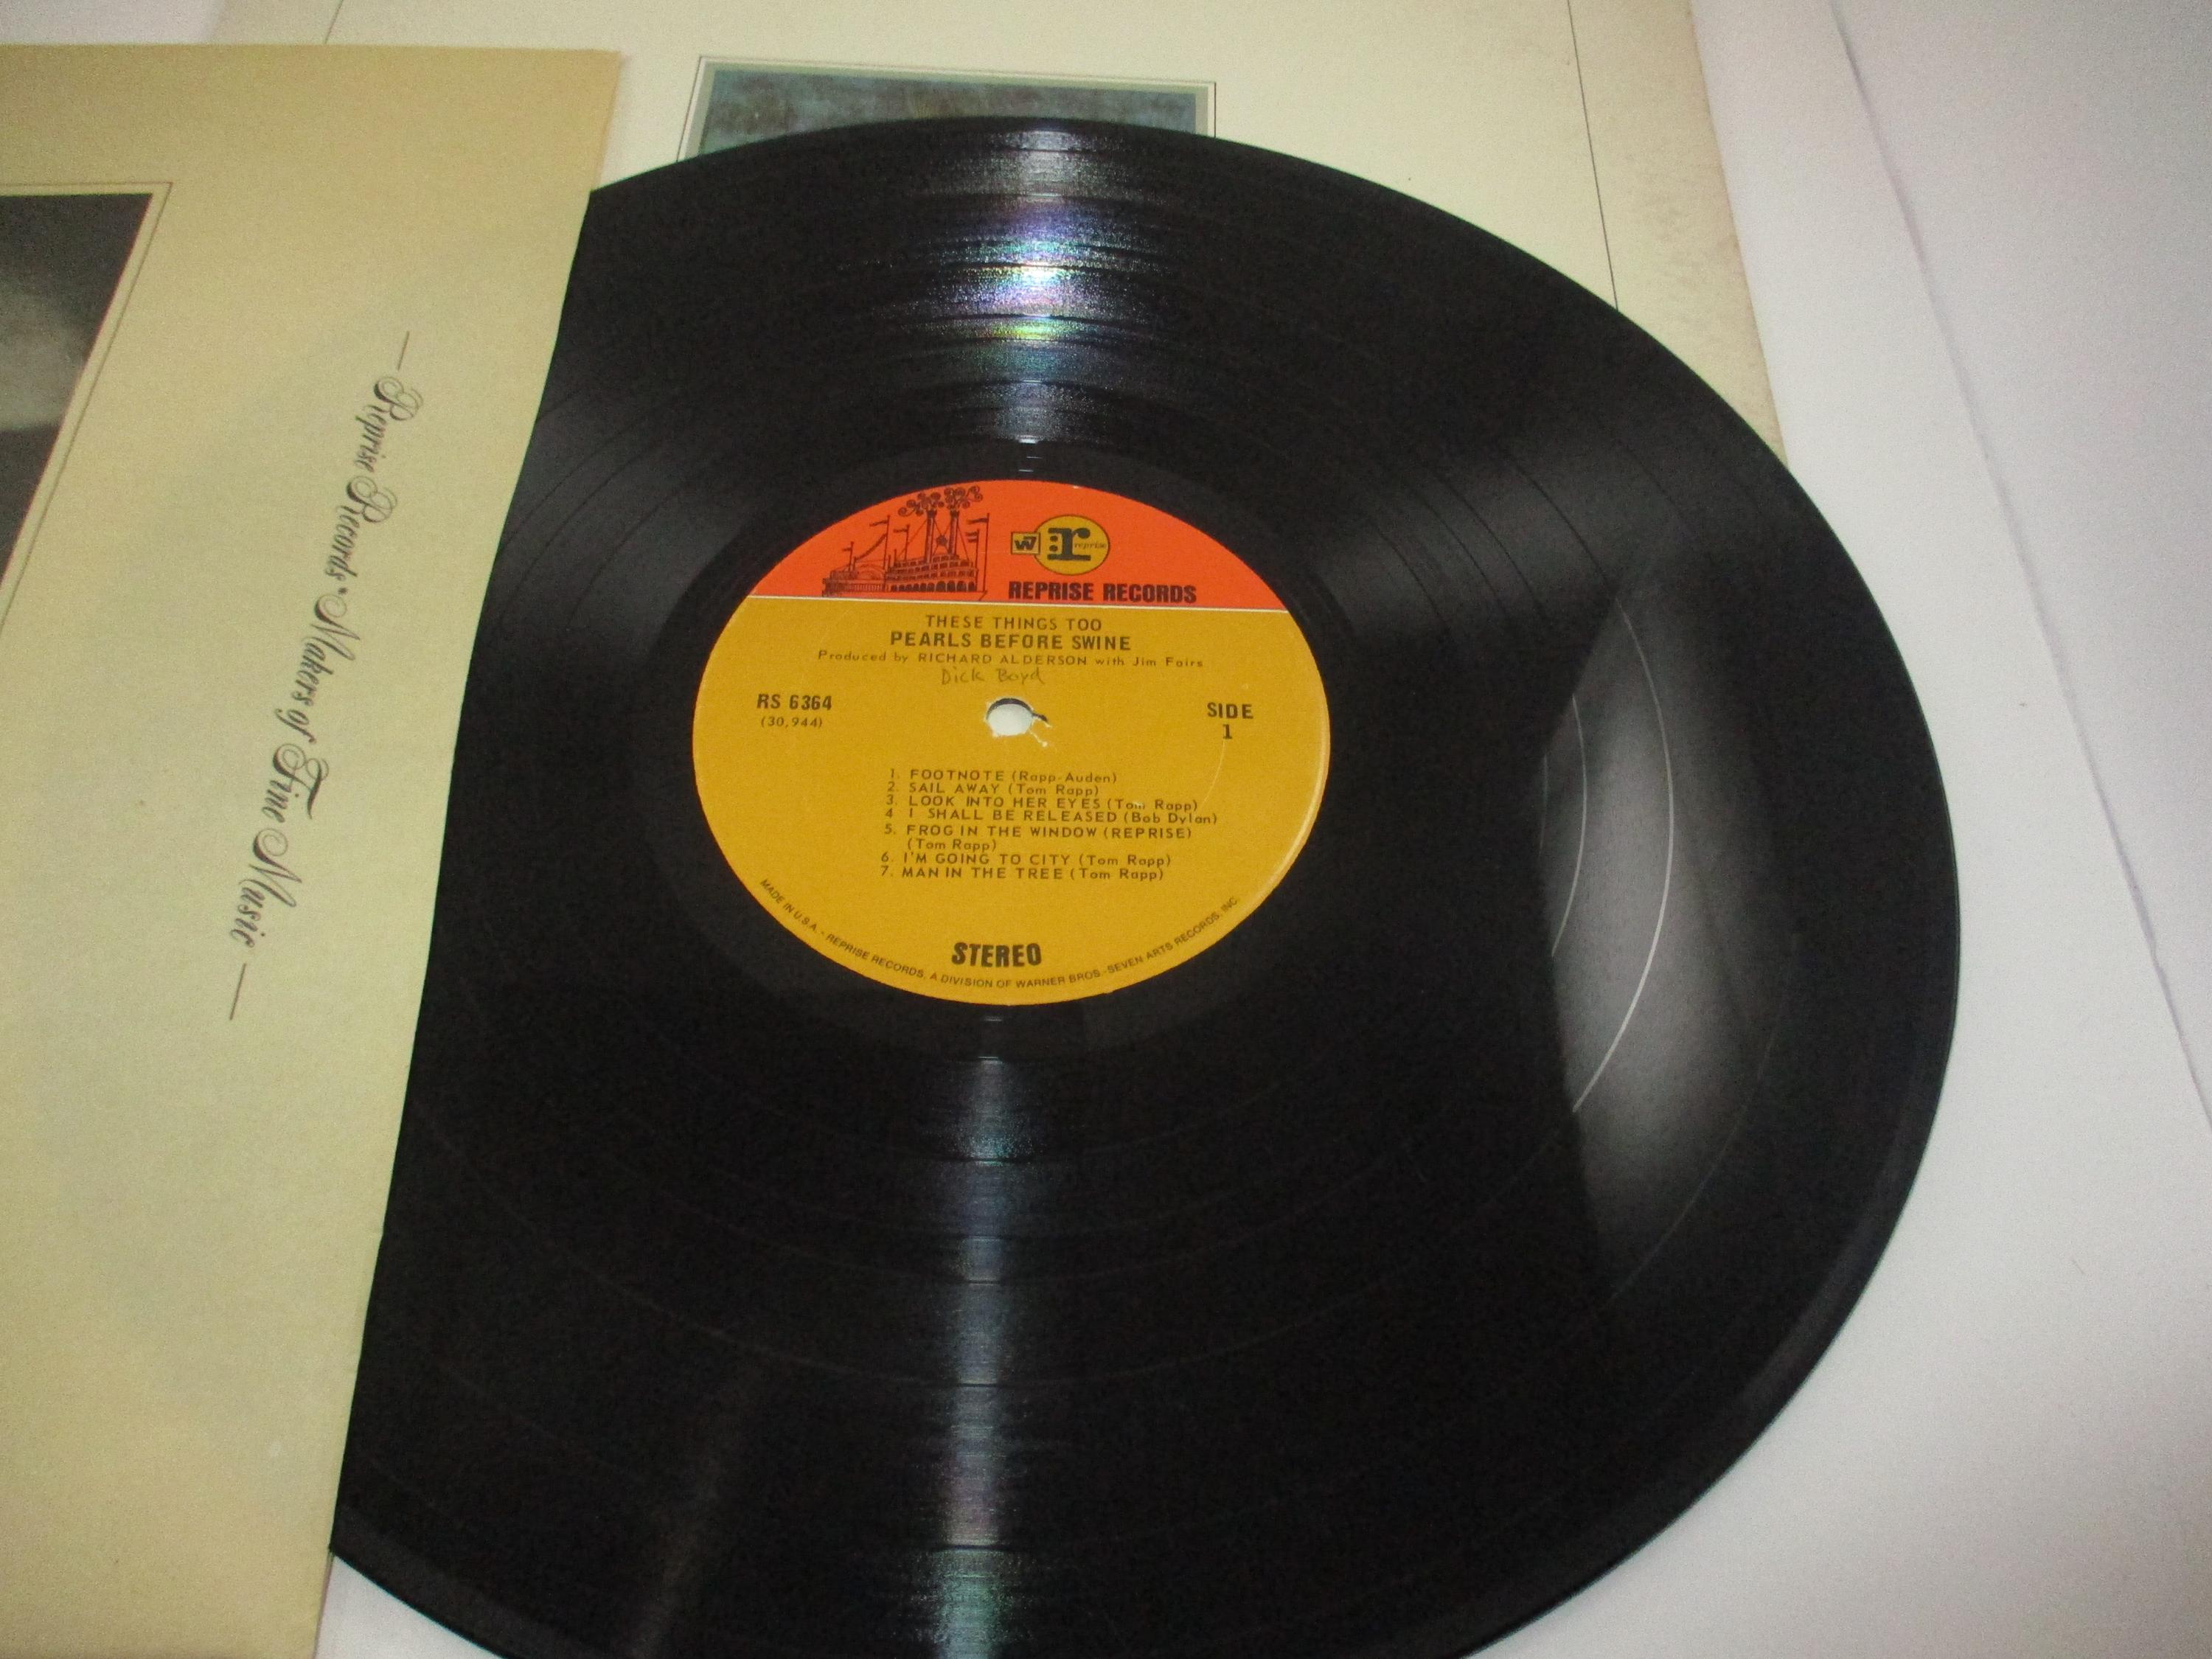 — Reprise Records • Makers of Fine Music —
W7 r reprise
REPRISE RECORDS
THESE THINGS TOO
PEARLS BEFORE SWINE
Produced by RICHARD ALDERSON with Jim Fairs
Dick Boyd
RS 6364
(30,944)
SIDE
1
1. FOOTNOTE (Rapp-Auden)
2. SAIL AWAY (Tom Rapp)
3. LOOK INTO HER EYES (Tom Rapp)
4 I SHALL BE RELEASED (Bob Dylan)
5. FROG IN THE WINDOW (REPRISE)
(Tom Rapp)
6. I'M GOING TO CITY (Tom Rapp)
7. MAN IN THE TREE (Tom Rapp)
STEREO
MADE IN U.S.A. - REPRISE RECORDS, A DIVISION OF WARNER BROS.-SEVEN ARTS RECORDS, INC.